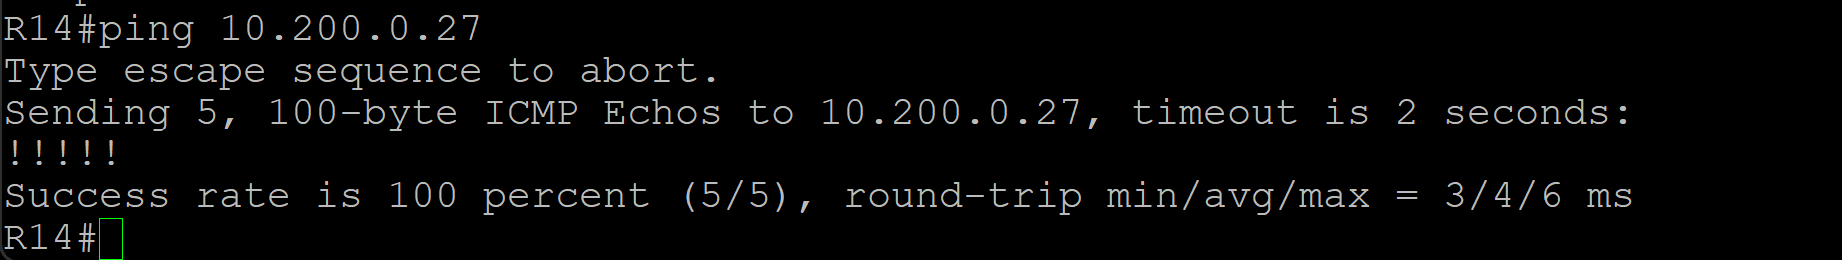 R14#ping 10.200.0.27
Type escape sequence to abort.
Sending 5, 100-byte ICMP Echos to 10.200.0.27, timeout is 2 seconds:
!!!!!
Success rate is 100 percent (5/5), round-trip min/avg/max = 3/4/6 ms
R14#